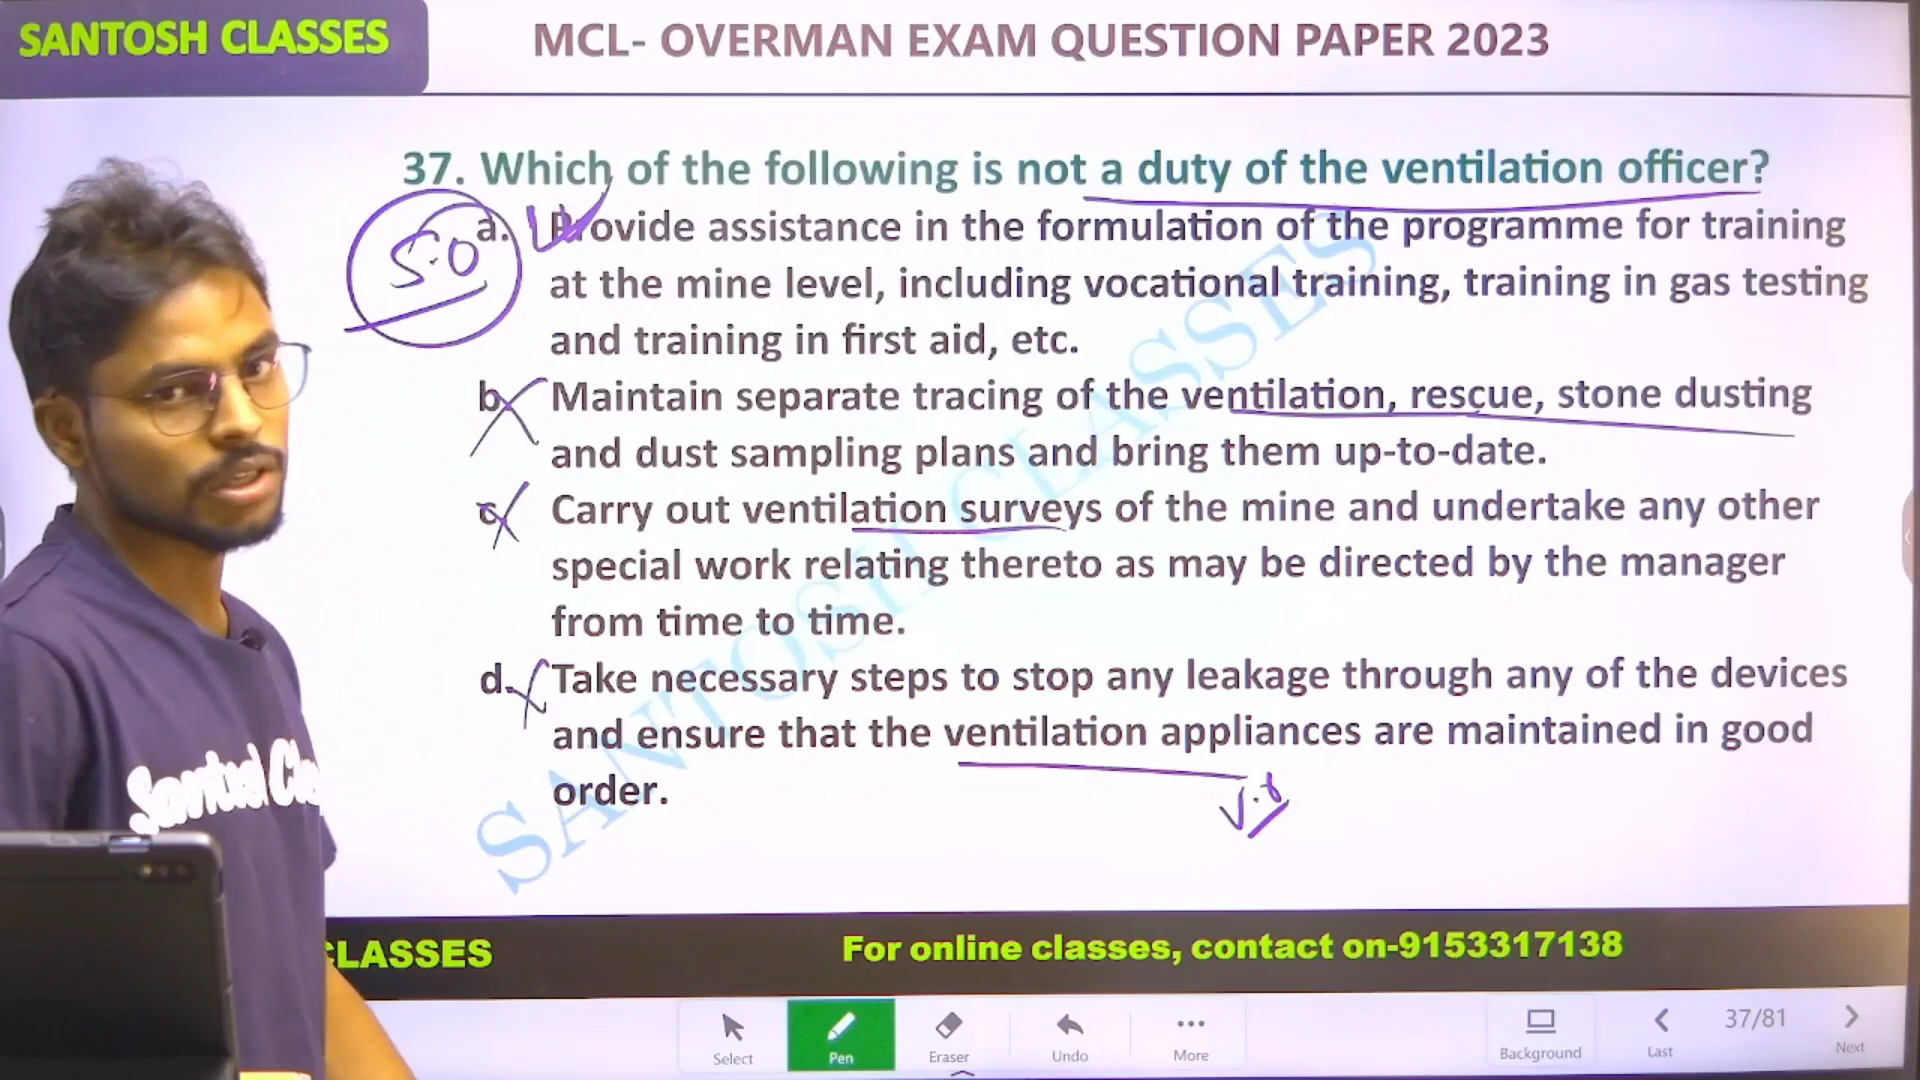 SANTOSH CLASSES
MCL- OVERMAN EXAM QUESTION PAPER 2023
37. Which of the following is not a duty of the ventilation officer?
S.O
a. Provide assistance in the formulation of the programme for training
at the mine level, including vocational training, training in gas testing
and training in first aid, etc.
b. Maintain separate tracing of the ventilation, rescue, stone dusting
and dust sampling plans and bring them up-to-date.
c. Carry out ventilation surveys of the mine and undertake any other
special work relating thereto as may be directed by the manager
from time to time.
d. Take necessary steps to stop any leakage through any of the devices
and ensure that the ventilation appliances are maintained in good
order.
SANTOSH CLASSES
CLASSES
For online classes, contact on-9153317138
Select
Pen
Eraser
Undo
More
Background
Last
37/81
Next